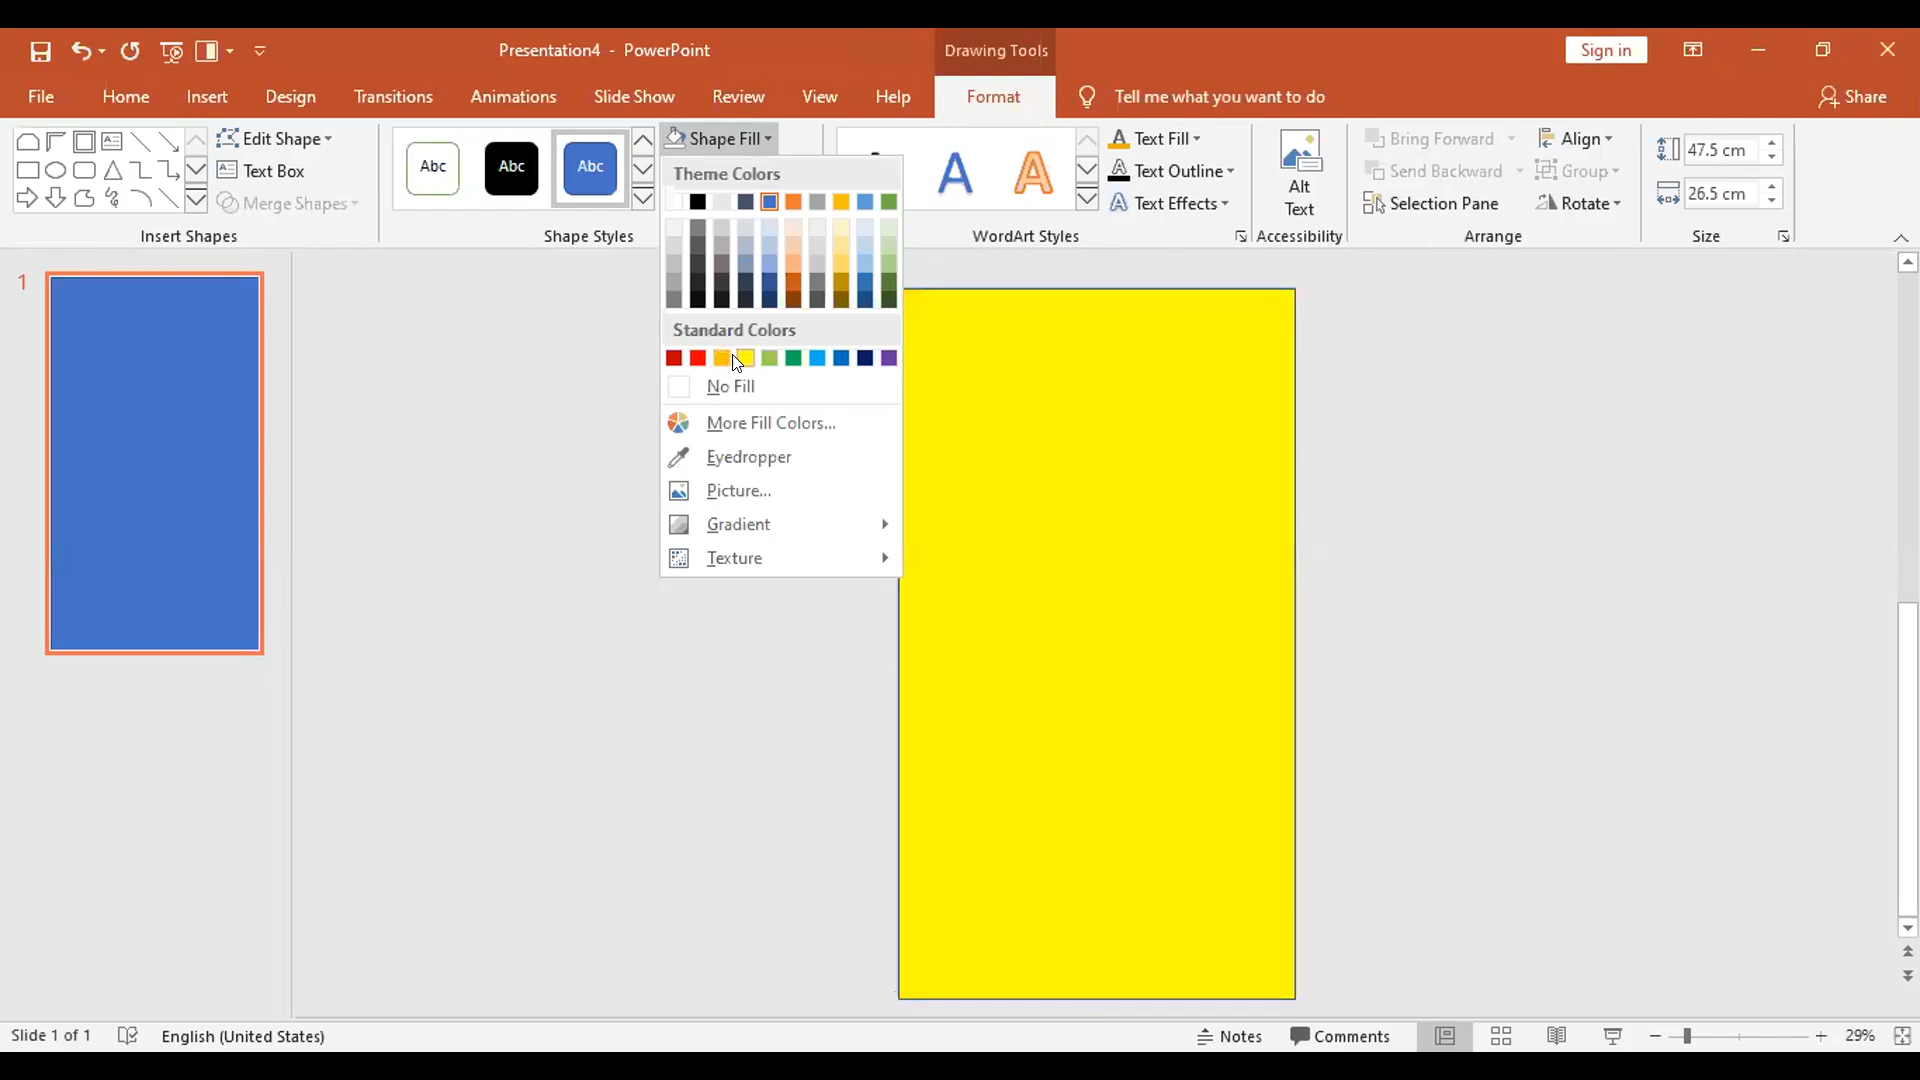 Presentation4 - PowerPoint
Drawing Tools
Sign in
File
Home
Insert
Design
Transitions
Animations
Slide Show
Review
View
Help
Format
Tell me what you want to do
Share
Edit Shape
Text Box
Merge Shapes
Insert Shapes
Abc
Abc
Abc
Shape Styles
Shape Fill
Theme Colors
Standard Colors
No Fill
More Fill Colors...
Eyedropper
Picture...
Gradient
Texture
A
A
WordArt Styles
Text Fill
Text Outline
Text Effects
Alt
Text
Accessibility
Bring Forward
Send Backward
Selection Pane
Align
Group
Rotate
Arrange
47.5 cm
26.5 cm
Size
1
Slide 1 of 1
English (United States)
Notes
Comments
29%